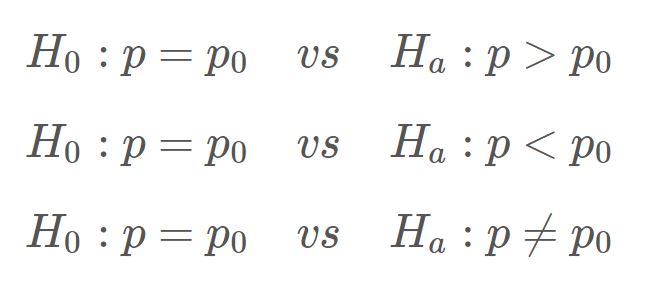 H₀ : p = p₀ vs Hₐ : p > p₀
H₀ : p = p₀ vs Hₐ : p < p₀
H₀ : p = p₀ vs Hₐ : p ≠ p₀